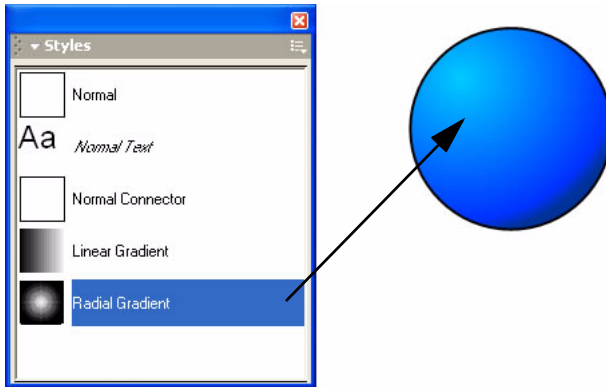 Styles
Normal
Aa Normal Text
Normal Connector
Linear Gradient
Radial Gradient